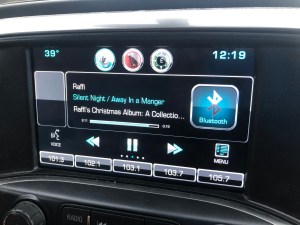 39°
12:19
Raffi
Silent Night / Away In a Manger
Raffi's Christmas Album: A Collectio...
Bluetooth
VOICE
MENU
101.3
102.1
103.1
103.7
105.7
RADIO